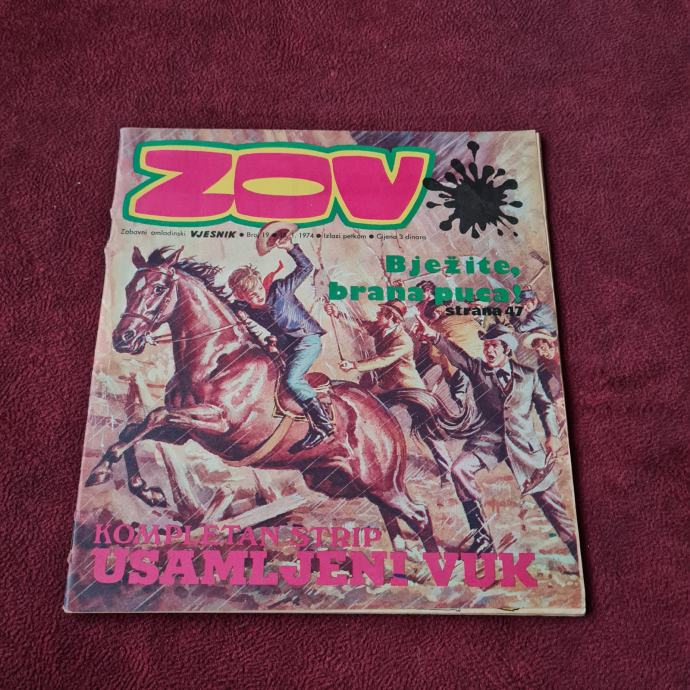 ZOV
Zabavni omladinski VJESNIK ● Broj 19 ● 1. 1974 ● Izlazi petkom ● Cijena 3 dinara
Bježite,
brana puca!
strana 47
KOMPLETAN STRIP
USAMLJENI VUK